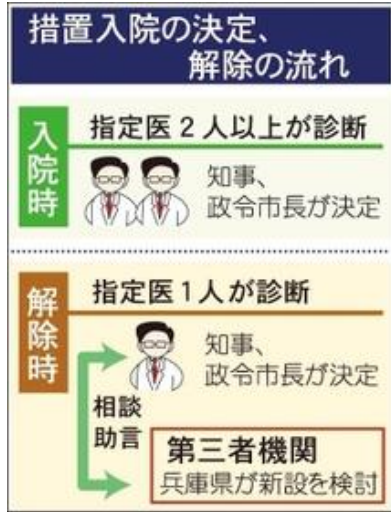 措置入院の決定、
解除の流れ
入院時
指定医2人以上が診断
知事、
政令市長が決定
解除時
指定医1人が診断
知事、
政令市長が決定
相談
助言
第三者機関
兵庫県が新設を検討